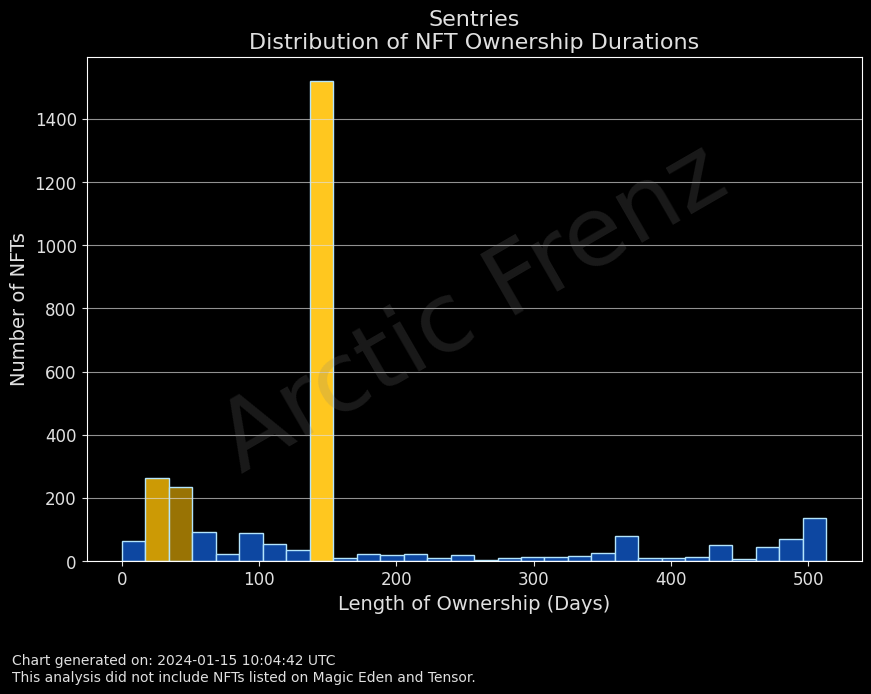 Sentries
Distribution of NFT Ownership Durations
Number of NFTs
1400
1200
1000
800
600
400
200
0
Arctic Frenz
0 100 200 300 400 500
Length of Ownership (Days)
Chart generated on: 2024-01-15 10:04:42 UTC
This analysis did not include NFTs listed on Magic Eden and Tensor.